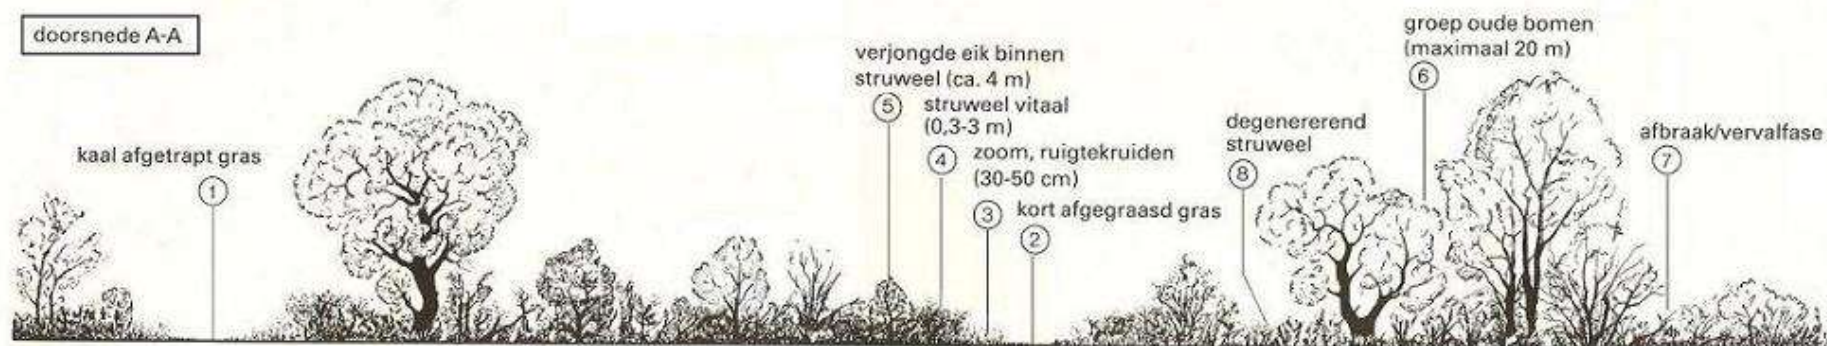 doorsnede A-A
kaal afgetrapt gras
1
verjongde eik binnen
struweel (ca. 4 m)
5
struweel vitaal
(0,3-3 m)
4
zoom, ruigtekruiden
(30-50 cm)
3
kort afgegraasd gras
2
degenererend
struweel
8
groep oude bomen
(maximaal 20 m)
6
afbraak/vervalfase
7